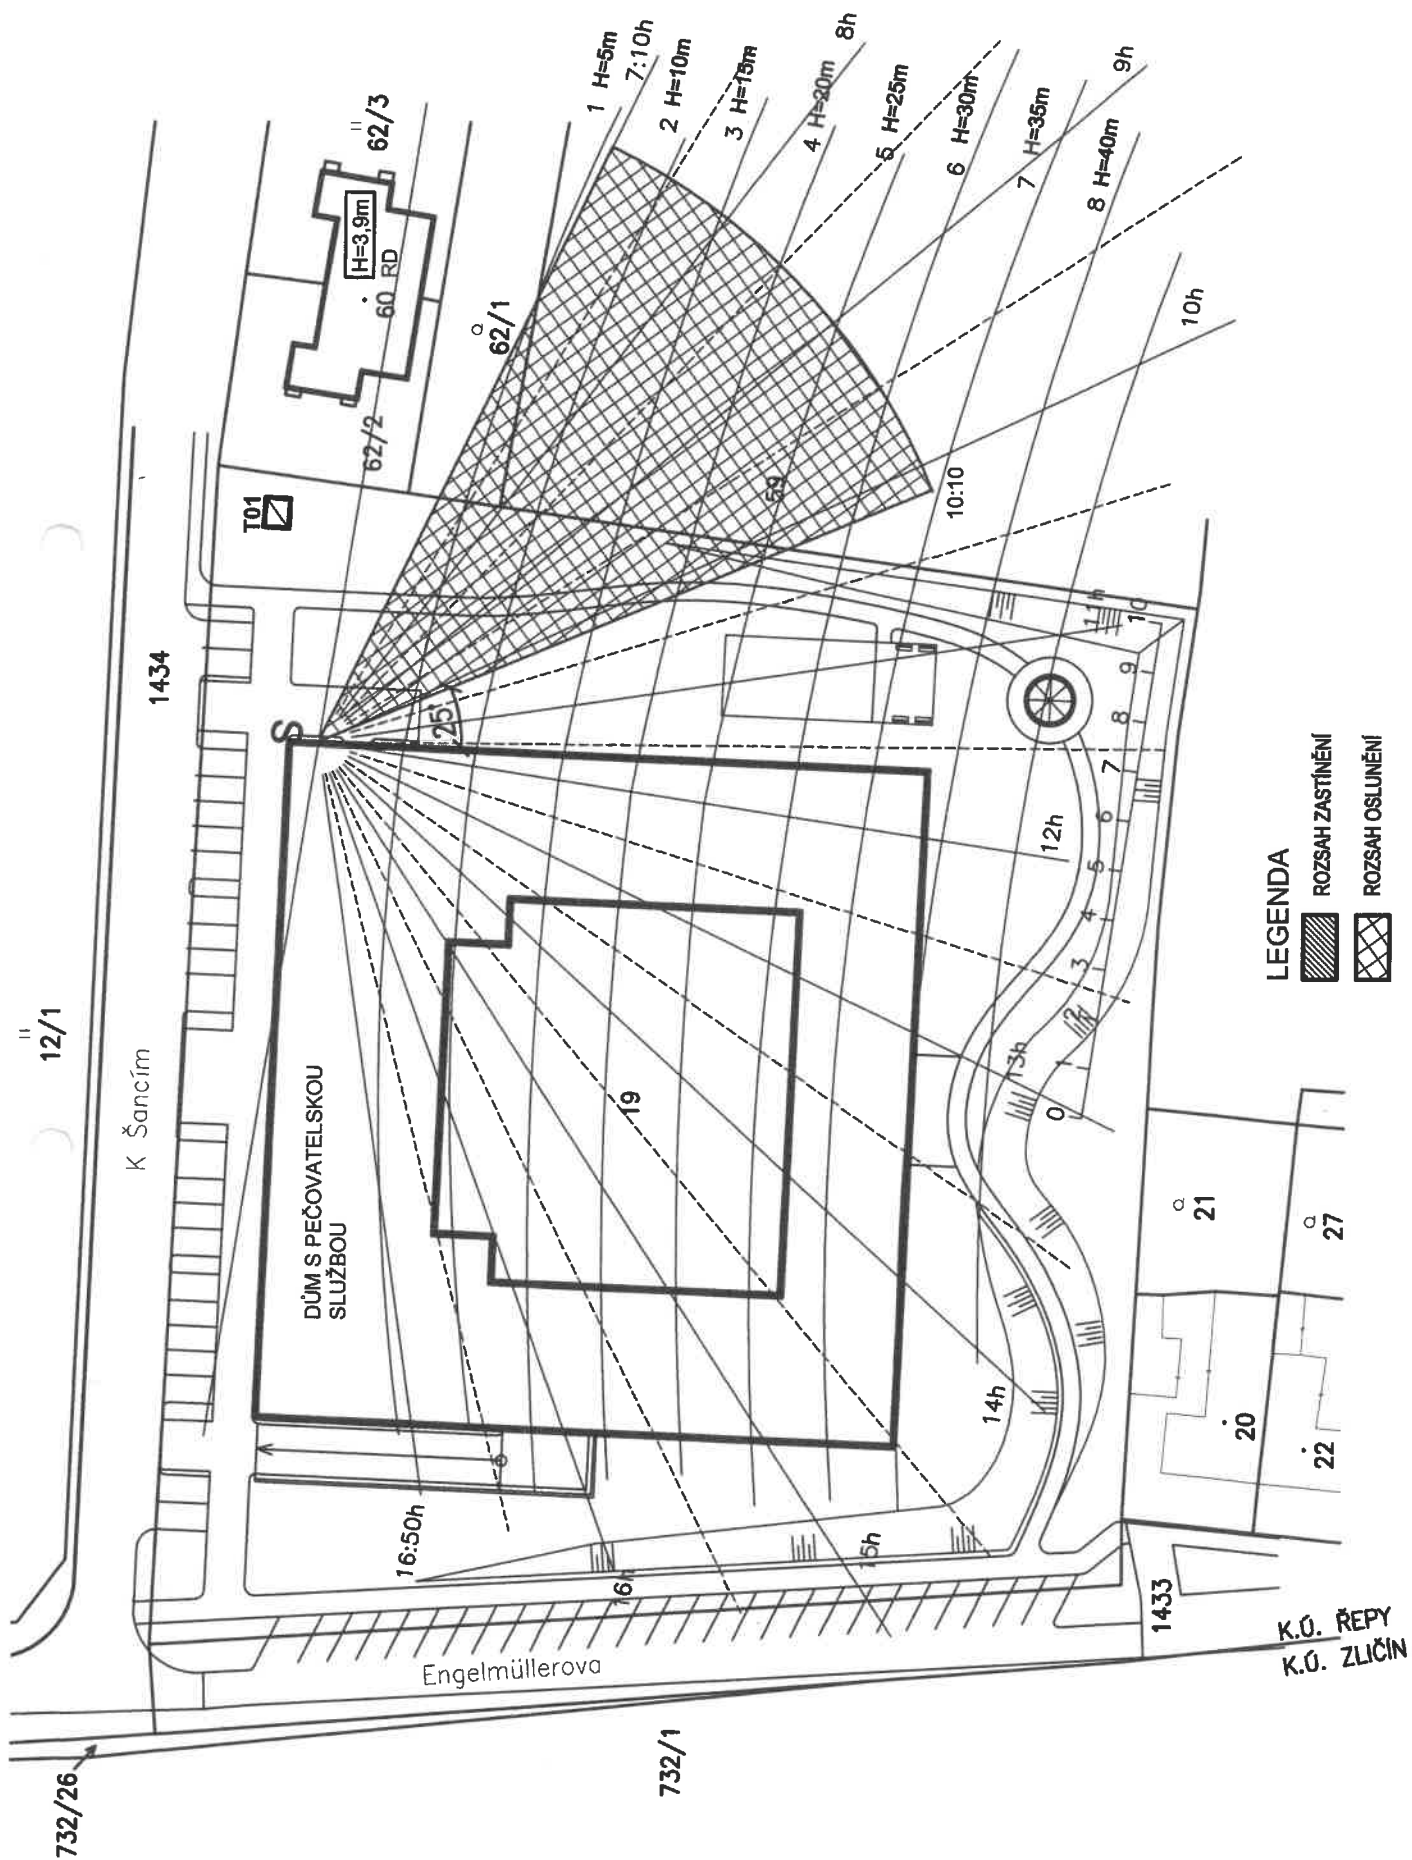 12/1
K Šancím
1434
T01
62/2
H=3,9m
60 RD
62/3
62/1
S
25°
59
1 H=5m
7:10h
2 H=10m
3 H=15m
4 H=20m
8h
5 H=25m
6 H=30m
7 H=35m
9h
8 H=40m
10h
10:10
11h
12h
13h
14h
15h
16h
16:50h
0 1 2 3 4 5 6 7 8 9 10
DŮM S PEČOVATELSKOU
SLUŽBOU
19
21
27
20
22
1433
Engelmüllerova
732/26
732/1
K.Ú. ŘEPY
K.Ú. ZLIČÍN
LEGENDA
ROZSAH ZASTÍNĚNÍ
ROZSAH OSLUNĚNÍ